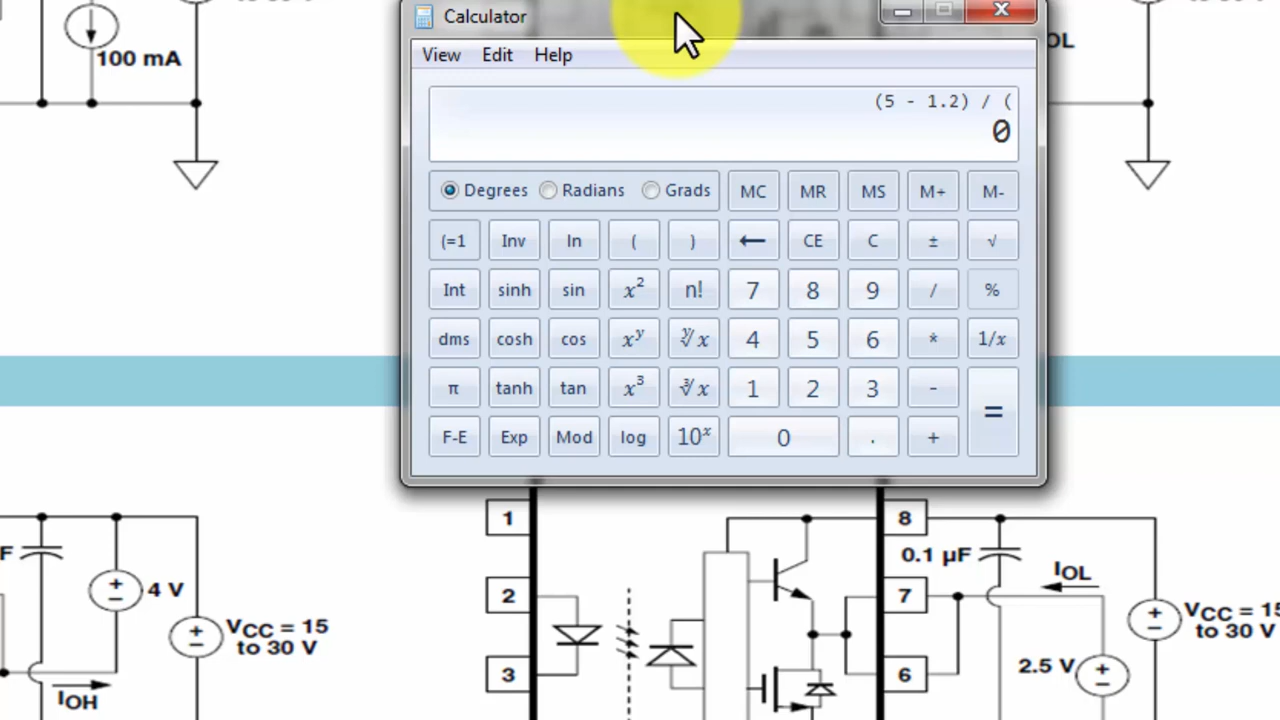 Calculator
100 mA
OL
View Edit Help
(5 - 1.2) / (
0
Degrees Radians Grads MC MR MS M+ M-
(=1 Inv ln ( ) ← CE C ± √
Int sinh sin x² n! 7 8 9 / %
dms cosh cos xʸ ʸ√x 4 5 6 * 1/x
π tanh tan x³ ³√x 1 2 3 - =
F-E Exp Mod log 10ˣ 0 . +
1 8
F 0.1 µF
IOL
4 V 2 7
VCC = 15
to 30 V
VCC = 15
to 30 V
3 6 2.5 V
IOH